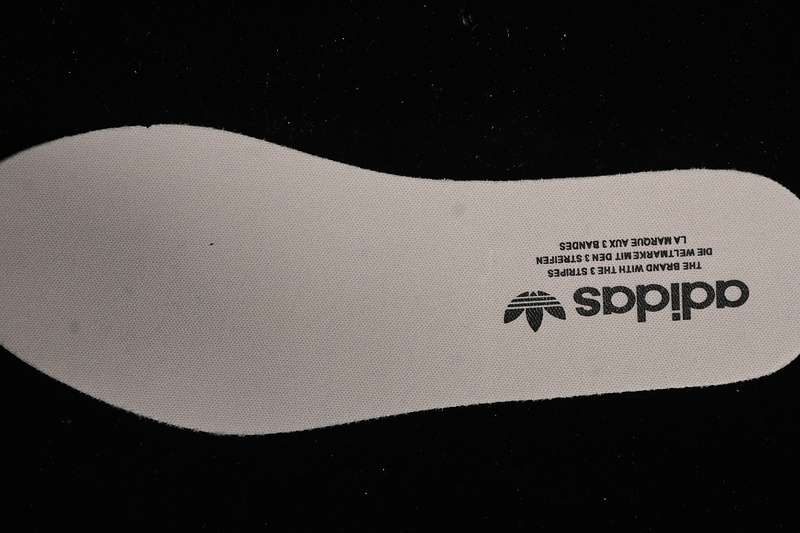 adidas
THE BRAND WITH THE 3 STRIPES
DIE WELTMARKE MIT DEN 3 STREIFEN
LA MARQUE AUX 3 BANDES